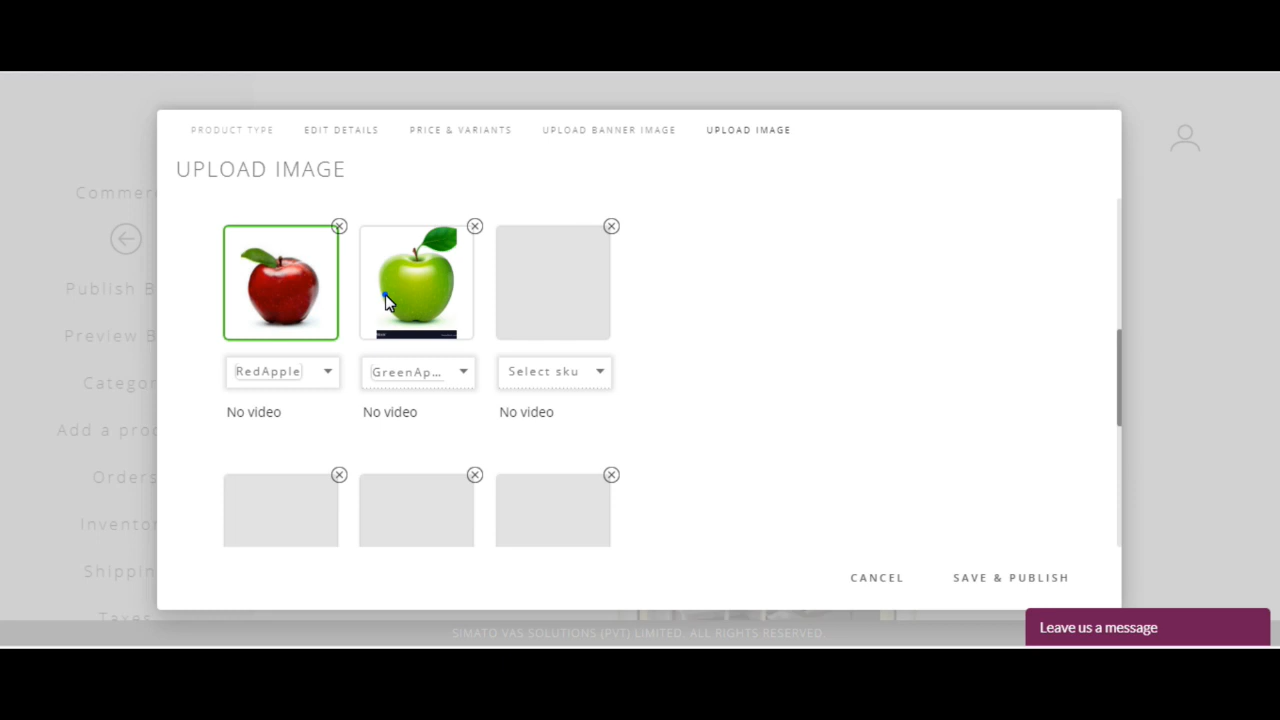 PRODUCT TYPE EDIT DETAILS PRICE & VARIANTS UPLOAD BANNER IMAGE UPLOAD IMAGE
UPLOAD IMAGE
Commer
Publish B
Preview B
Categor
Add a prod
Orders
Inventor
Shippin
Taxes
RedApple GreenAp... Select sku
No video No video No video
CANCEL SAVE & PUBLISH
SIMATO VAS SOLUTIONS (PVT) LIMITED. ALL RIGHTS RESERVED.
Leave us a message